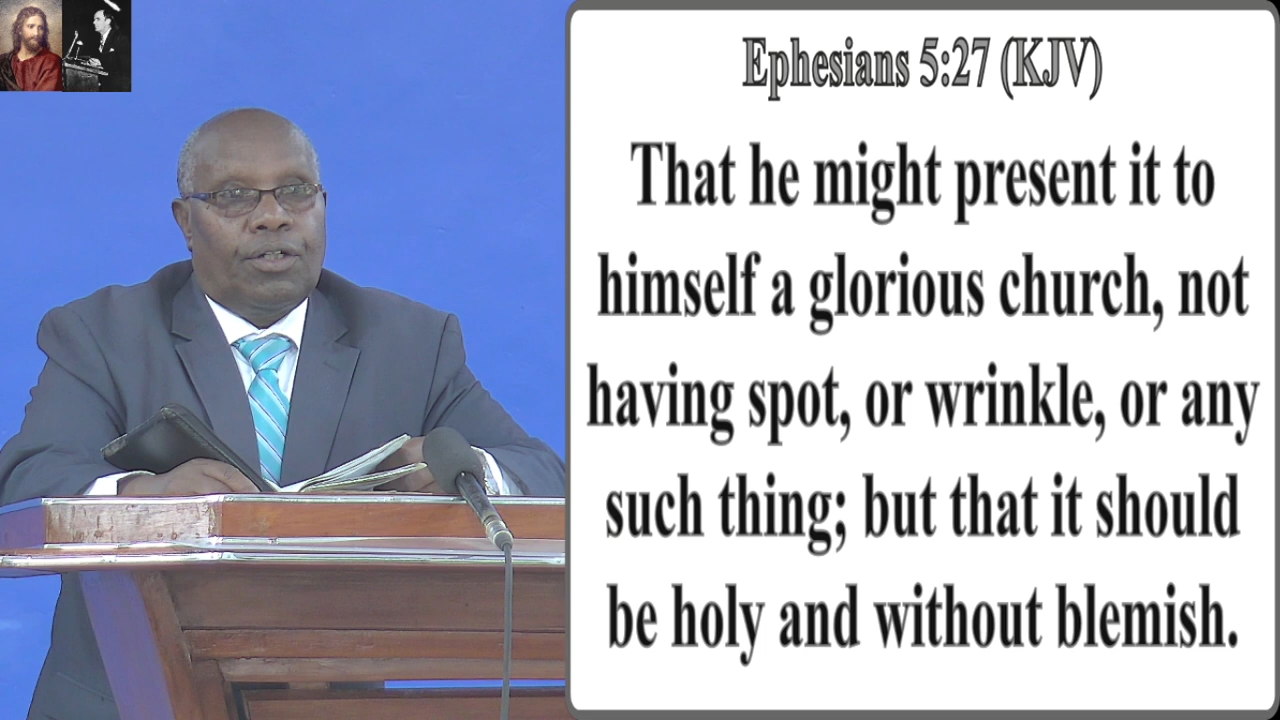 Ephesians 5:27 (KJV)
That he might present it to
himself a glorious church, not
having spot, or wrinkle, or any
such thing; but that it should
be holy and without blemish.